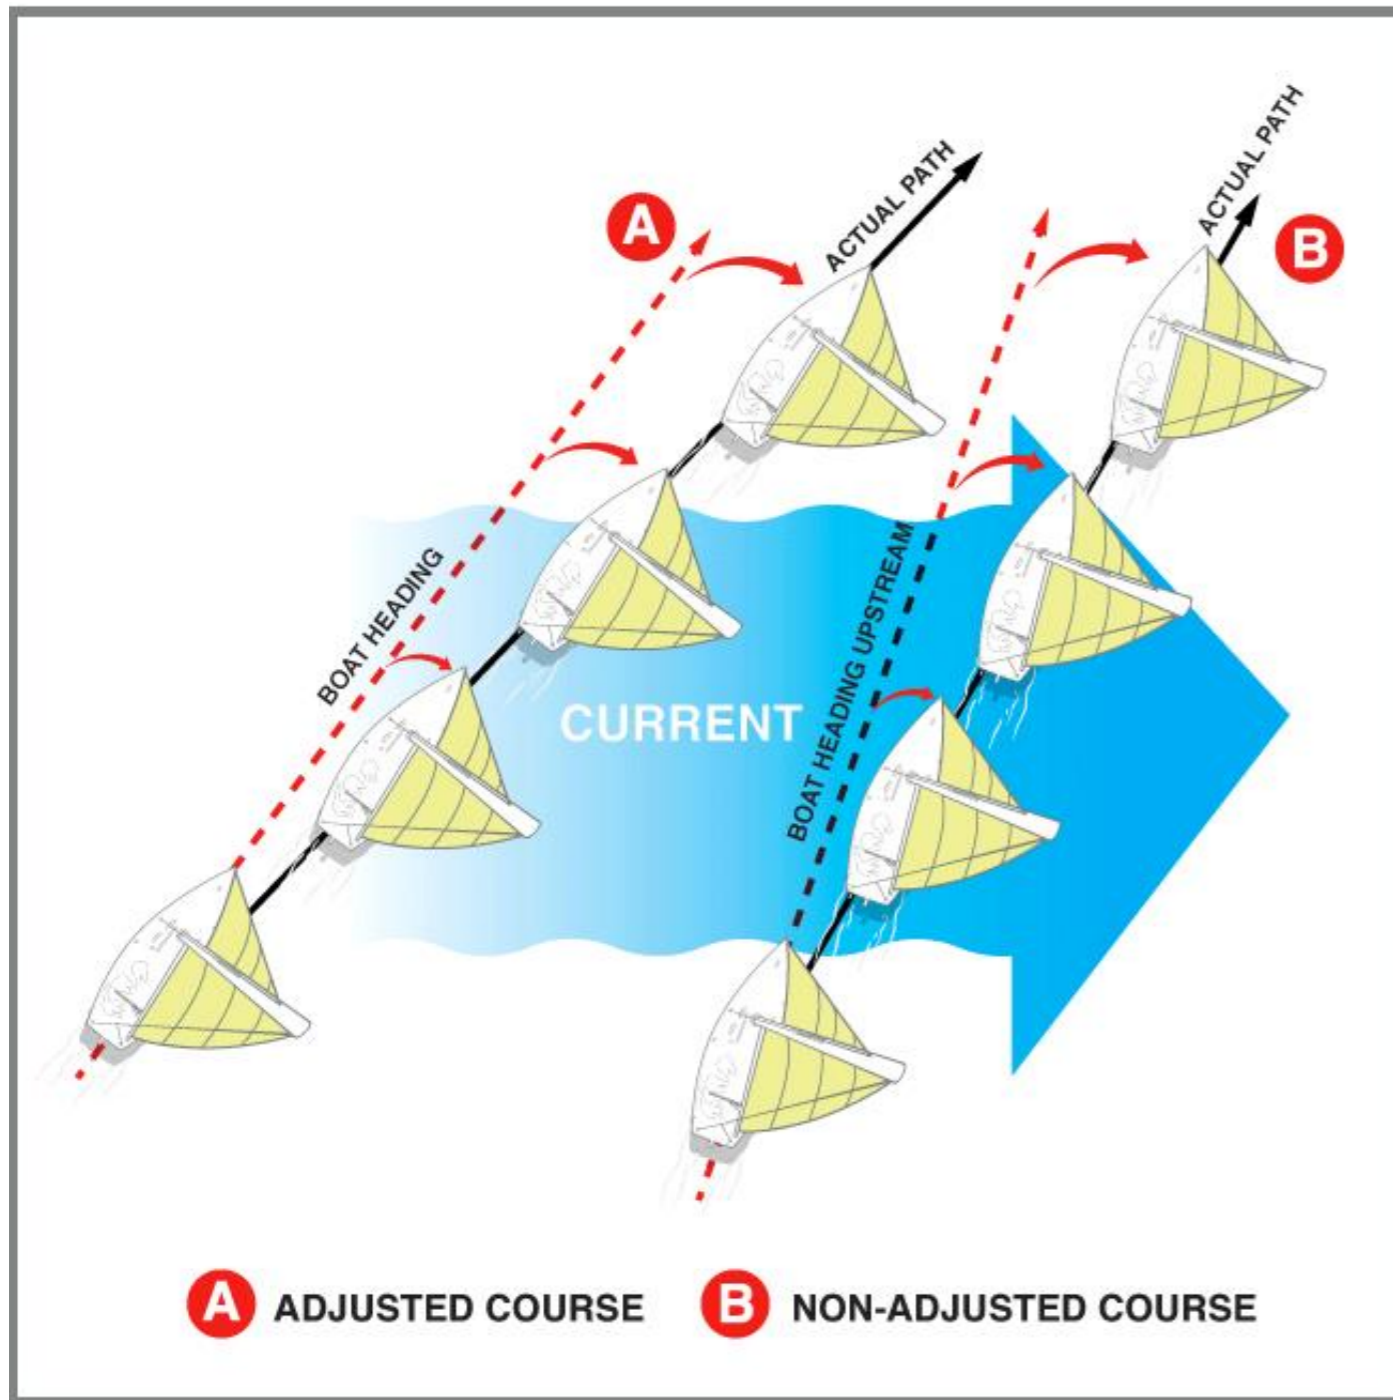 A
ACTUAL PATH
ACTUAL PATH
B
BOAT HEADING
BOAT HEADING UPSTREAM
CURRENT
A ADJUSTED COURSE
B NON-ADJUSTED COURSE